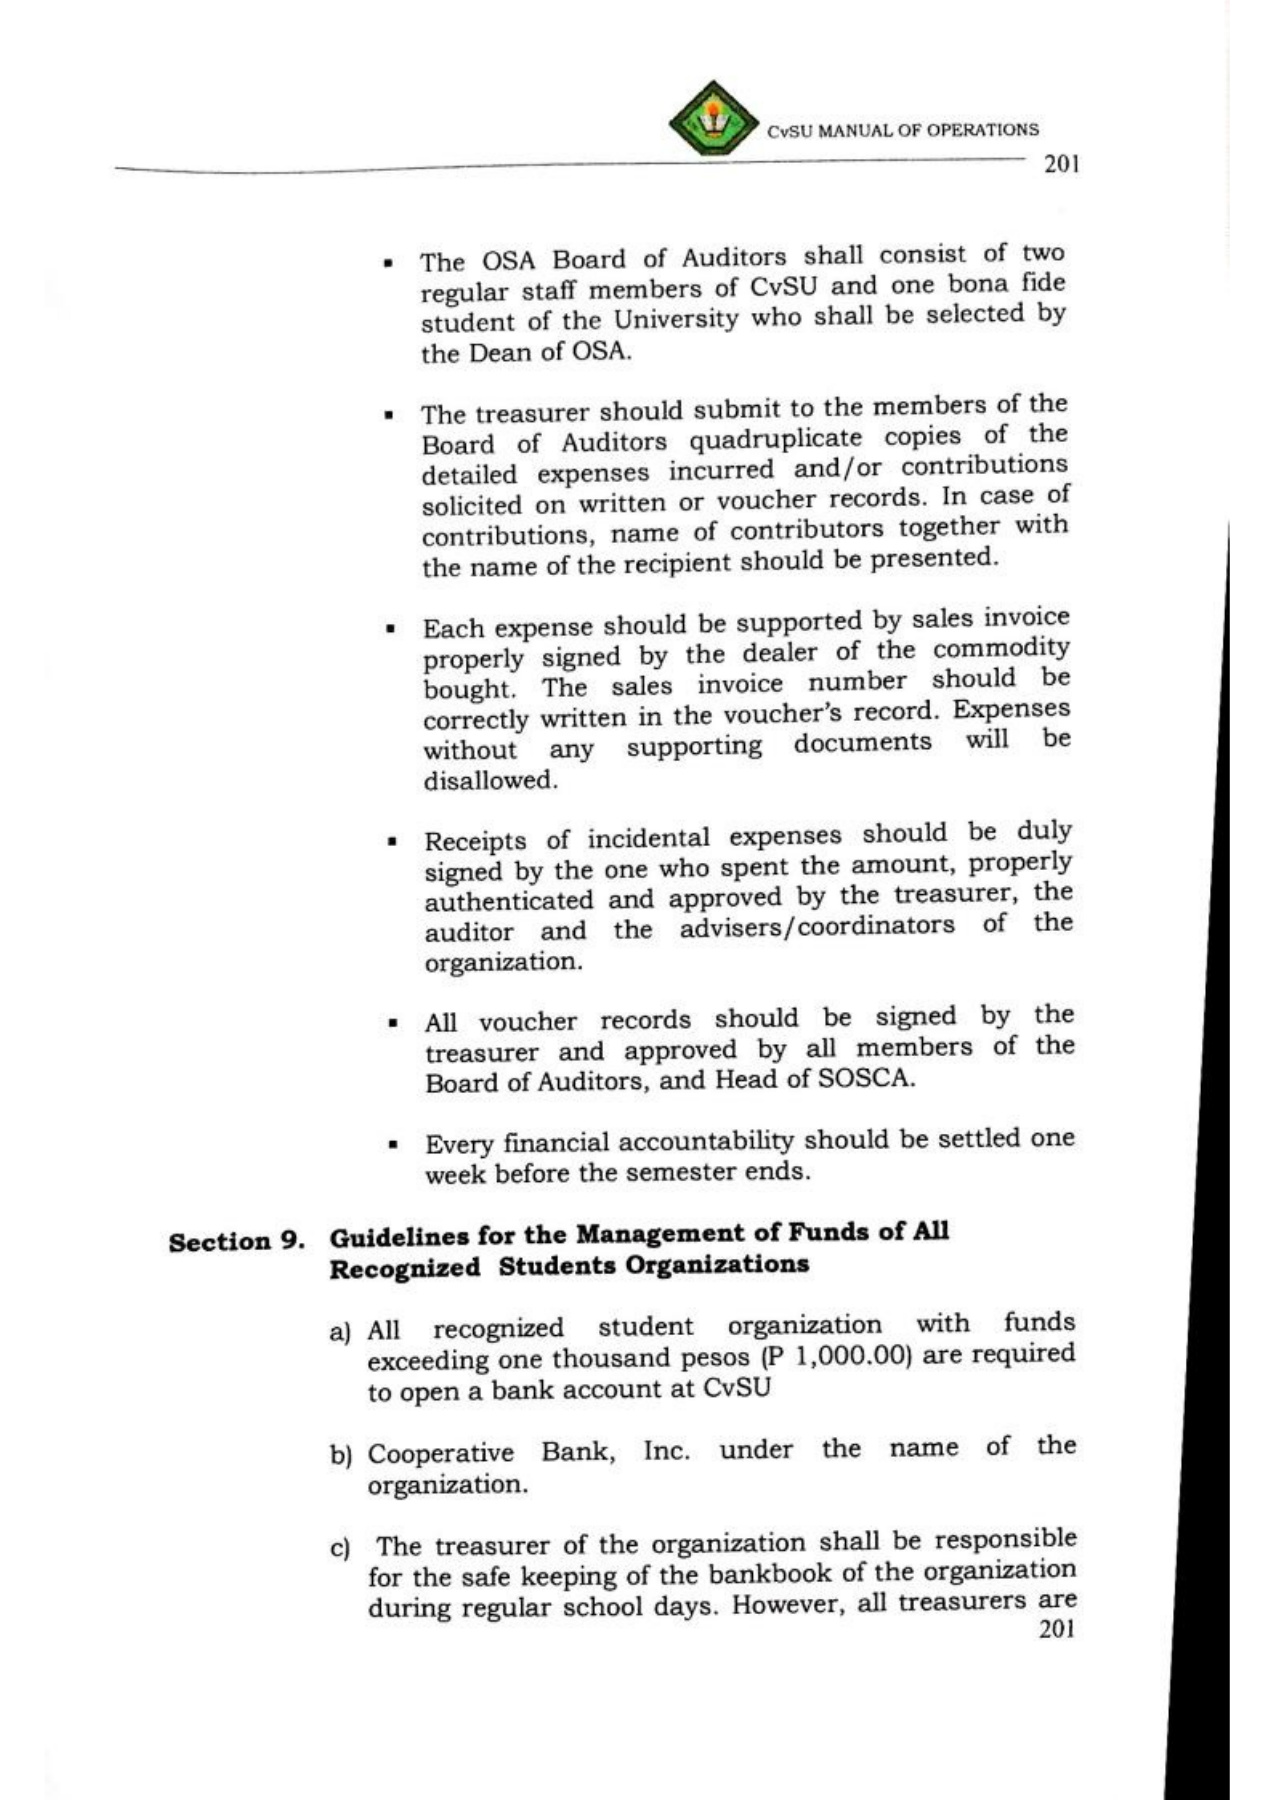 CvSU MANUAL OF OPERATIONS
201
▪ The OSA Board of Auditors shall consist of two
regular staff members of CvSU and one bona fide
student of the University who shall be selected by
the Dean of OSA.
▪ The treasurer should submit to the members of the
Board of Auditors quadruplicate copies of the
detailed expenses incurred and/or contributions
solicited on written or voucher records. In case of
contributions, name of contributors together with
the name of the recipient should be presented.
▪ Each expense should be supported by sales invoice
properly signed by the dealer of the commodity
bought. The sales invoice number should be
correctly written in the voucher's record. Expenses
without any supporting documents will be
disallowed.
▪ Receipts of incidental expenses should be duly
signed by the one who spent the amount, properly
authenticated and approved by the treasurer, the
auditor and the advisers/coordinators of the
organization.
▪ All voucher records should be signed by the
treasurer and approved by all members of the
Board of Auditors, and Head of SOSCA.
▪ Every financial accountability should be settled one
week before the semester ends.
Section 9. Guidelines for the Management of Funds of All
Recognized Students Organizations
a) All recognized student organization with funds
exceeding one thousand pesos (P 1,000.00) are required
to open a bank account at CvSU
b) Cooperative Bank, Inc. under the name of the
organization.
c) The treasurer of the organization shall be responsible
for the safe keeping of the bankbook of the organization
during regular school days. However, all treasurers are
201